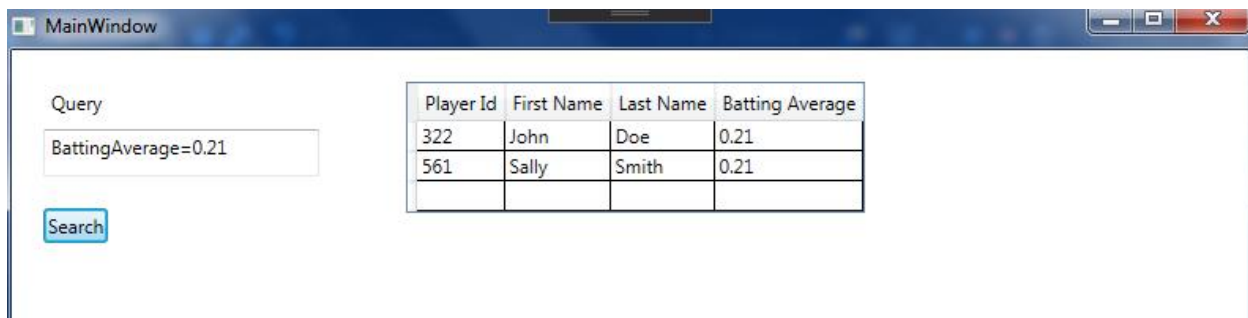 MainWindow
Query
BattingAverage=0.21
Search
Player Id First Name Last Name Batting Average
322 John Doe 0.21
561 Sally Smith 0.21